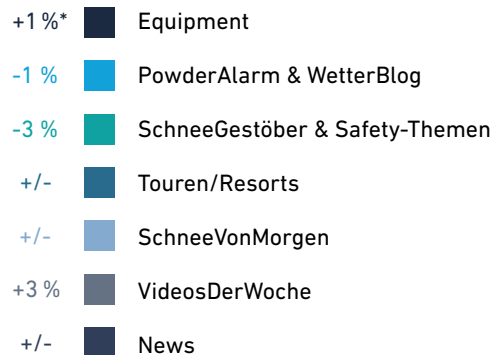 +1 %* Equipment
-1 % PowderAlarm & WetterBlog
-3 % SchneeGestöber & Safety-Themen
+/- Touren/Resorts
+/- SchneeVonMorgen
+3 % VideosDerWoche
+/- News